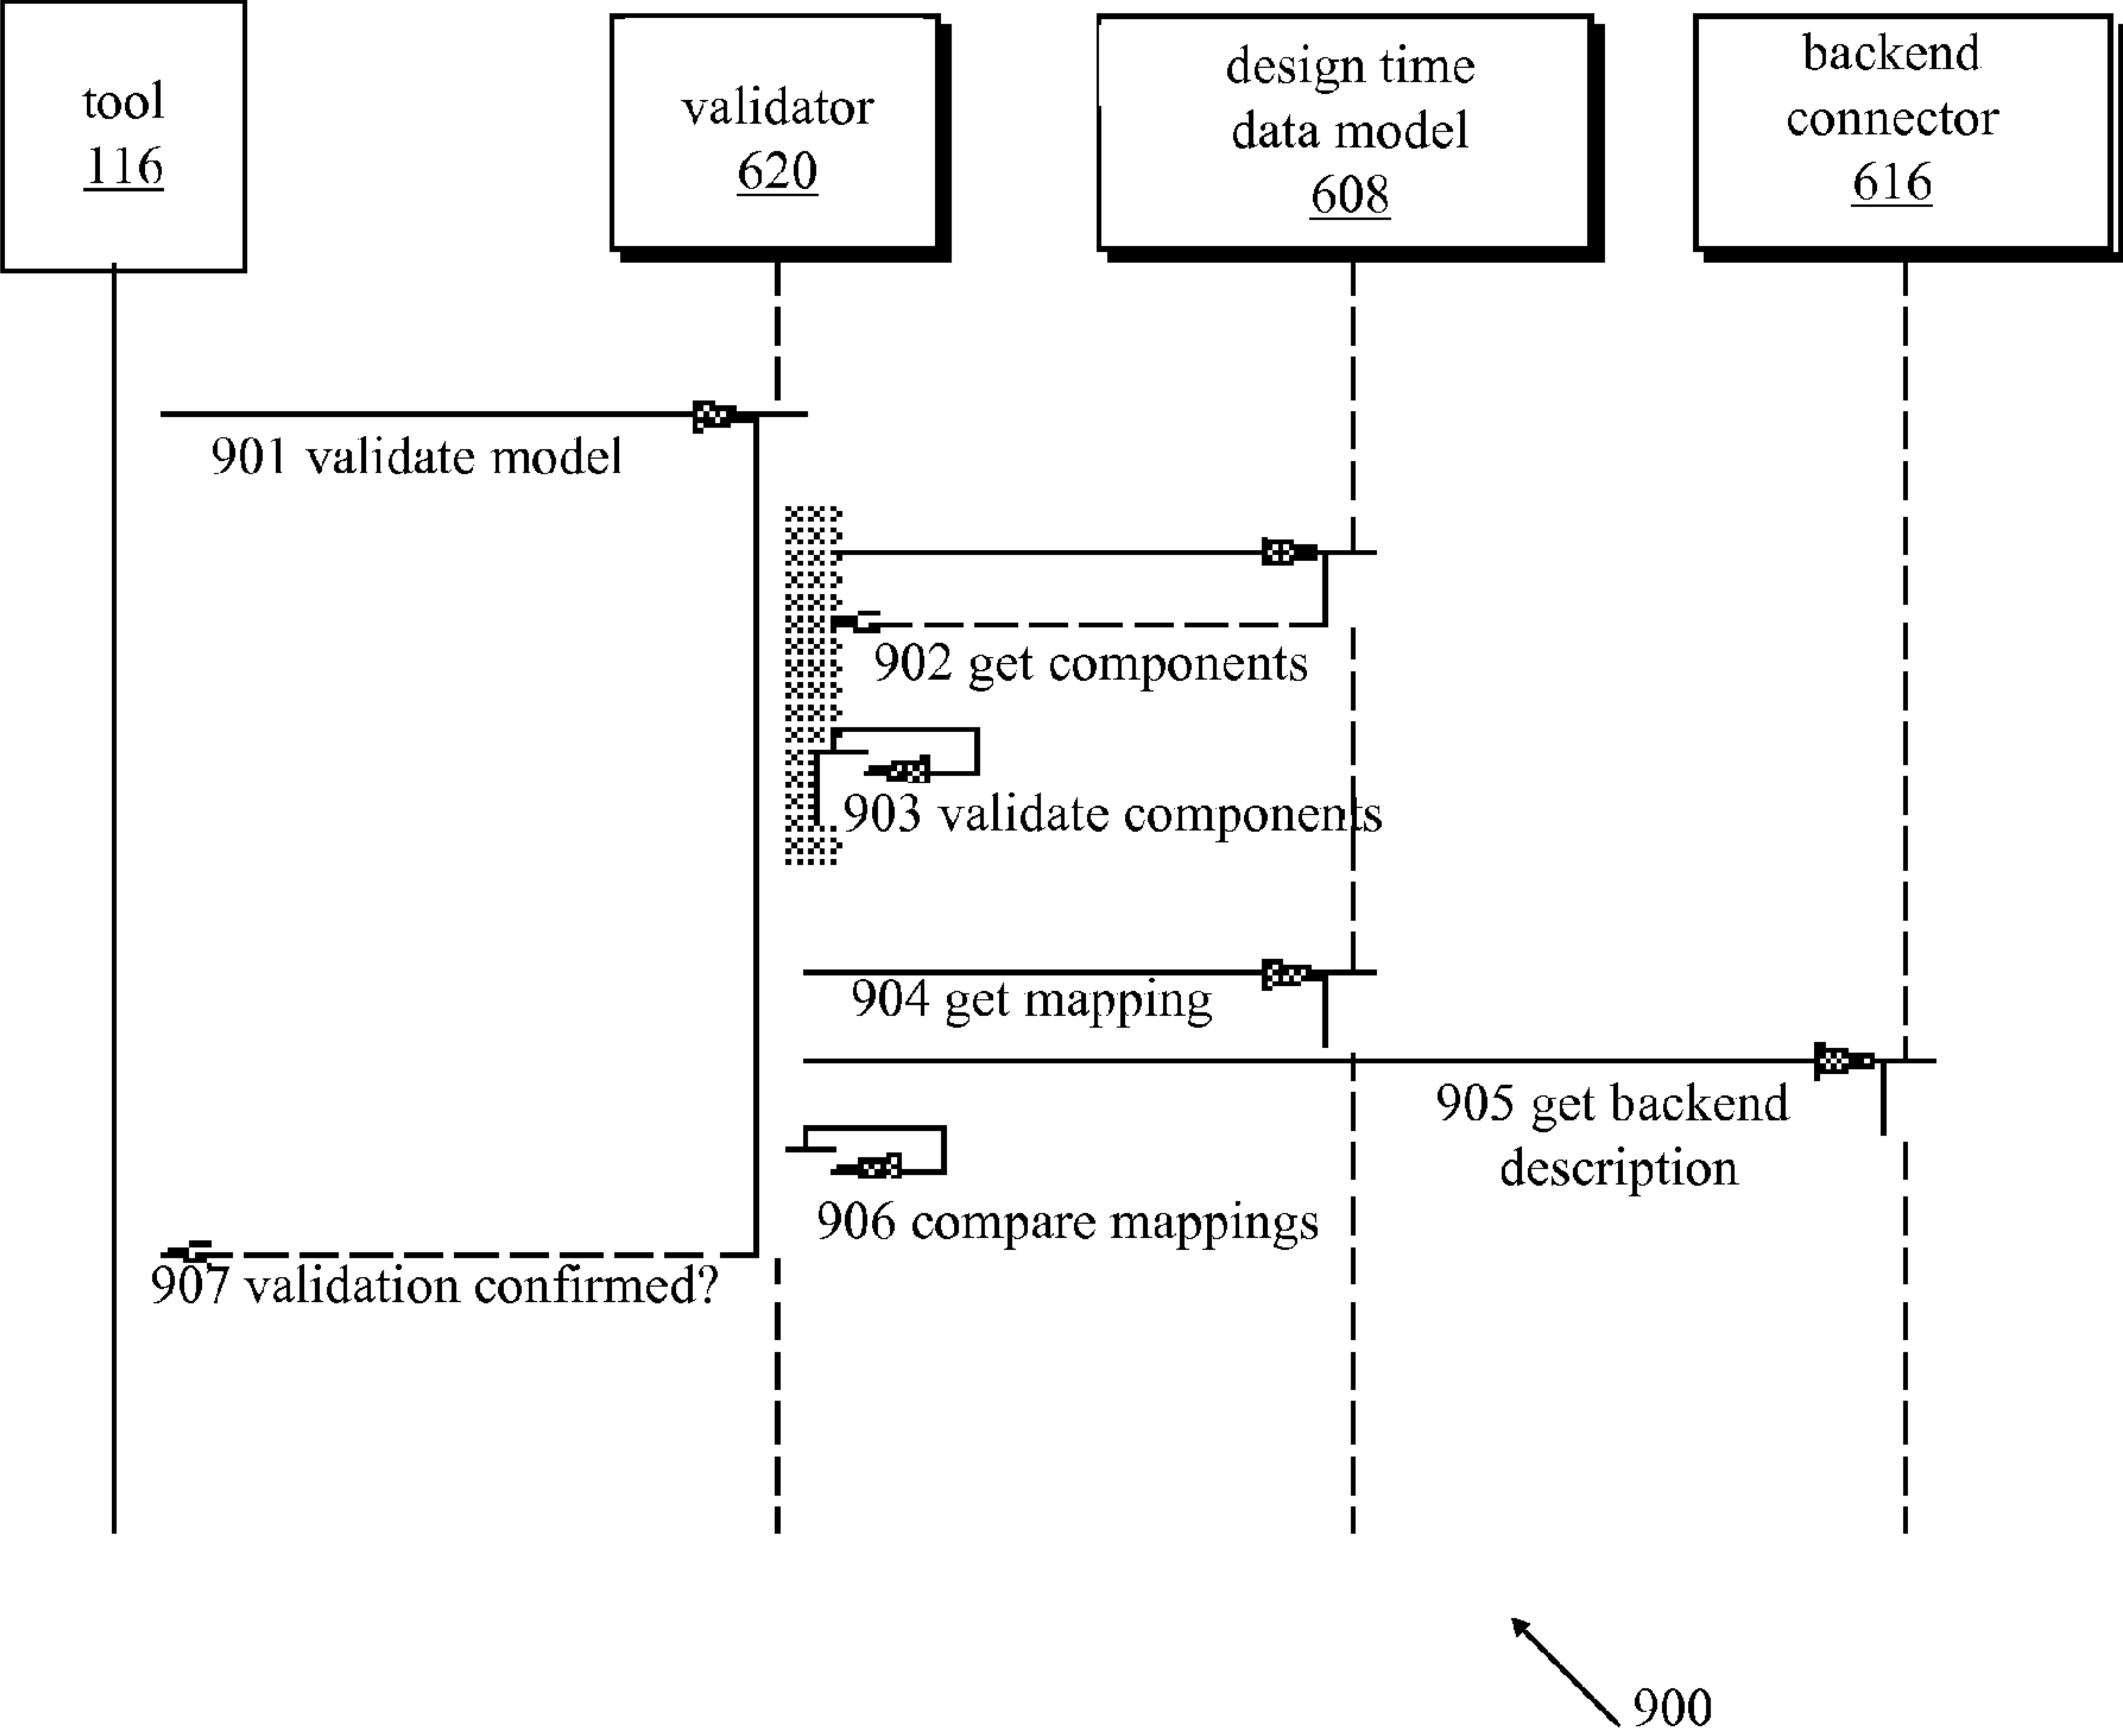 tool
116
validator
620
design time
data model
608
backend
connector
616
901 validate model
902 get components
903 validate components
904 get mapping
905 get backend
description
906 compare mappings
907 validation confirmed?
900